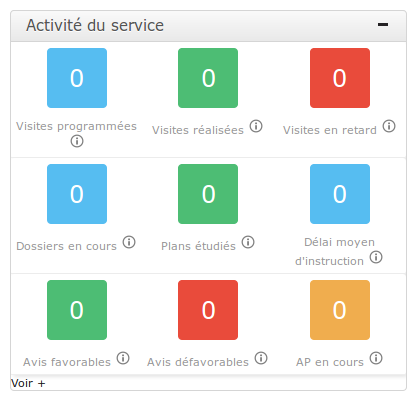 Activité du service
0 0 0
Visites programmées Visites réalisées Visites en retard
0 0 0
Dossiers en cours Plans étudiés Délai moyen
d'instruction
0 0 0
Avis favorables Avis défavorables AP en cours
Voir +